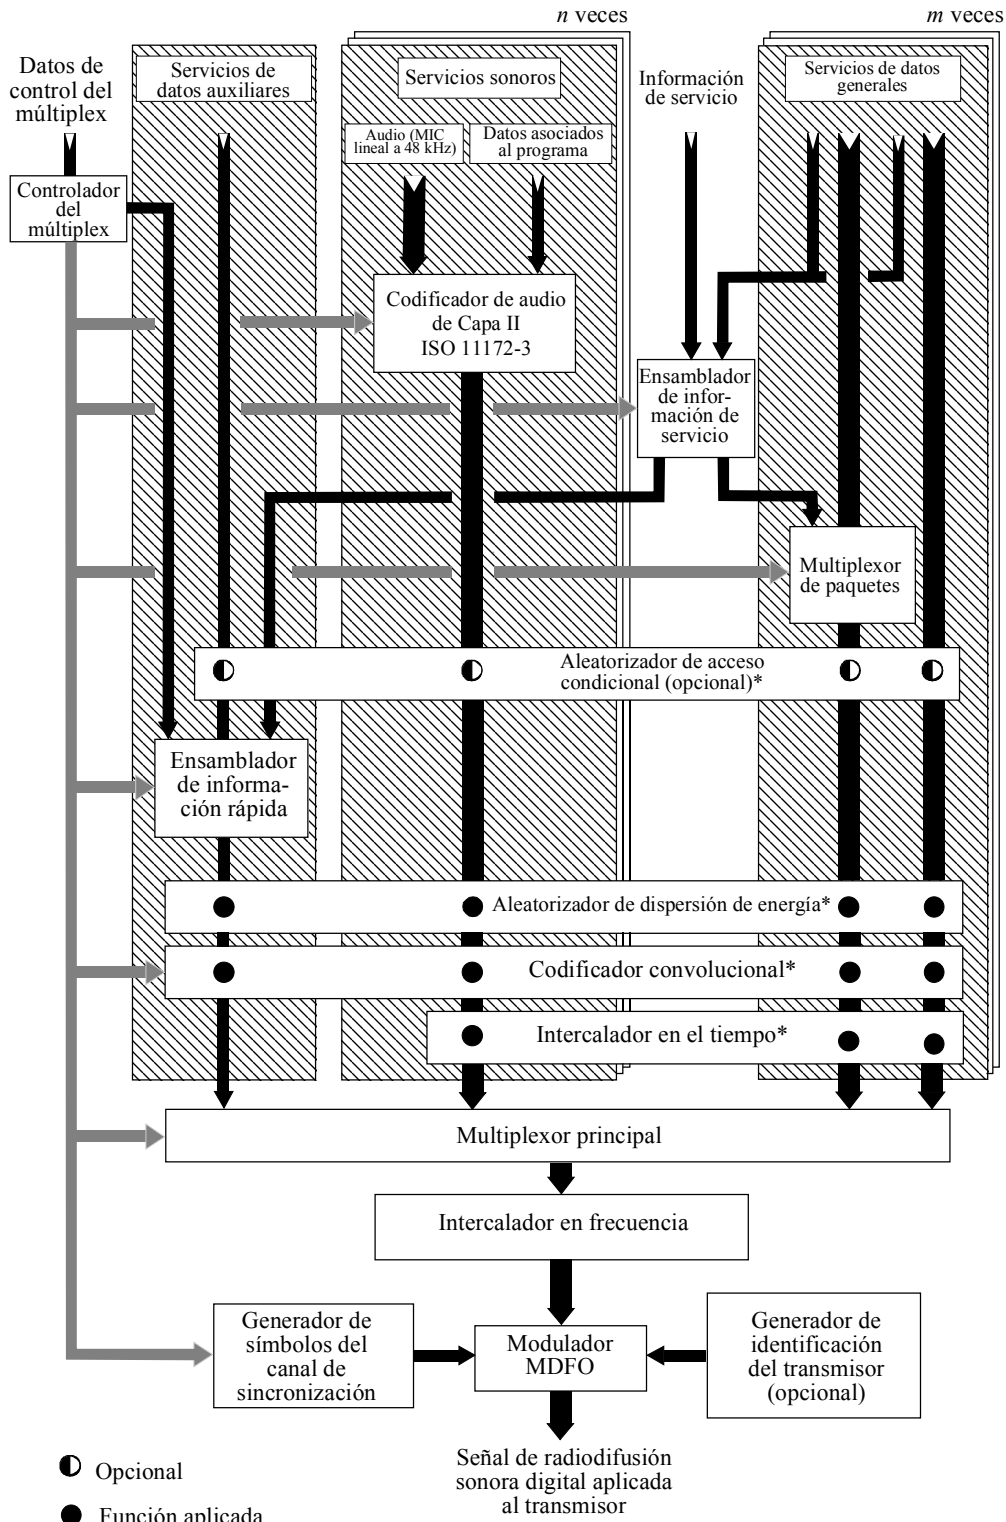 n veces
m veces
Datos de
control del
múltiplex
Servicios de
datos auxiliares
Servicios sonoros
Información
de servicio
Servicios de datos
generales
Audio (MIC
lineal a 48 kHz)
Datos asociados
al programa
Controlador
del
múltiplex
Codificador de audio
de Capa II
ISO 11172-3
Ensamblador
de infor-
mación de
servicio
Multiplexor
de paquetes
Aleatorizador de acceso
condicional (opcional)*
Ensamblador
de informa-
ción rápida
Aleatorizador de dispersión de energía*
Codificador convolucional*
Intercalador en el tiempo*
Multiplexor principal
Intercalador en frecuencia
Generador de
símbolos del
canal de
sincronización
Modulador
MDFO
Generador de
identificación
del transmisor
(opcional)
Señal de radiodifusión
sonora digital aplicada
al transmisor
Opcional
Función aplicada